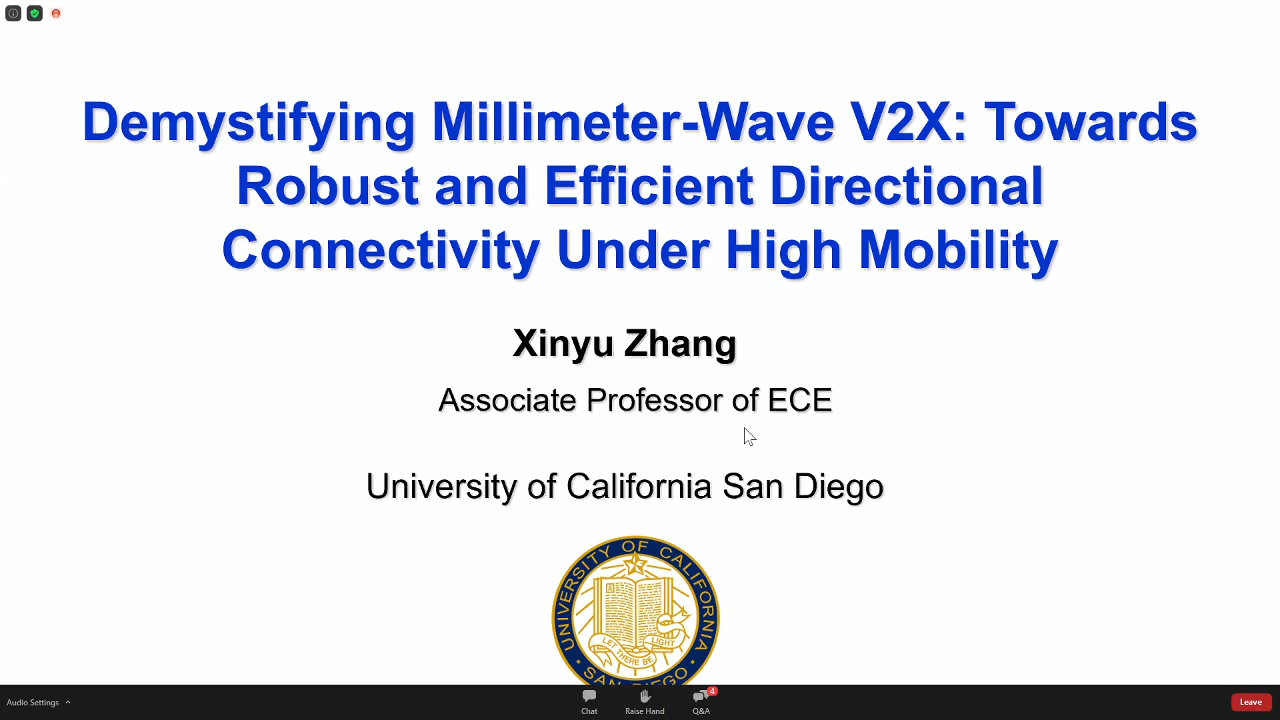 Demystifying Millimeter-Wave V2X: Towards
Robust and Efficient Directional
Connectivity Under High Mobility
Xinyu Zhang
Associate Professor of ECE
University of California San Diego
UNIVERSITY OF CALIFORNIA
LET THERE BE LIGHT
SAN DIEGO
Audio Settings
Chat
Raise Hand
4
Q&A
Leave